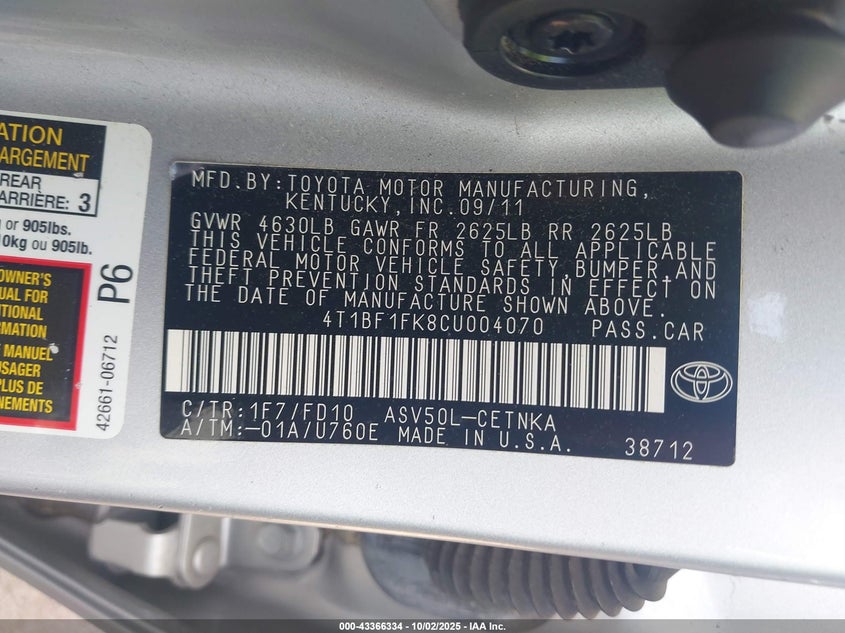 ATION
ARGEMENT
REAR
ARRIÈRE: 3
g or 905lbs.
10kg ou 905lb.
OWNER'S
UAL FOR
ITIONAL
RMATION
MANUEL
USAGER
PLUS DE
NEMENTS
P6
42661-06712
MFD.BY:TOYOTA MOTOR MANUFACTURING,
KENTUCKY,INC.09/11
GVWR 4630LB GAWR FR 2625LB RR 2625LB
THIS VEHICLE CONFORMS TO ALL APPLICABLE
FEDERAL MOTOR VEHICLE SAFETY,BUMPER,AND
THEFT PREVENTION STANDARDS IN EFFECT ON
THE DATE OF MANUFACTURE SHOWN ABOVE.
4T1BF1FK8CU004070 PASS.CAR
C/TR:1F7/FD10 ASV50L-CETNKA
A/TM:-01A/U760E MADE IN U.S.A. 38712
000-43366334 - 10/02/2025 - IAA Inc.